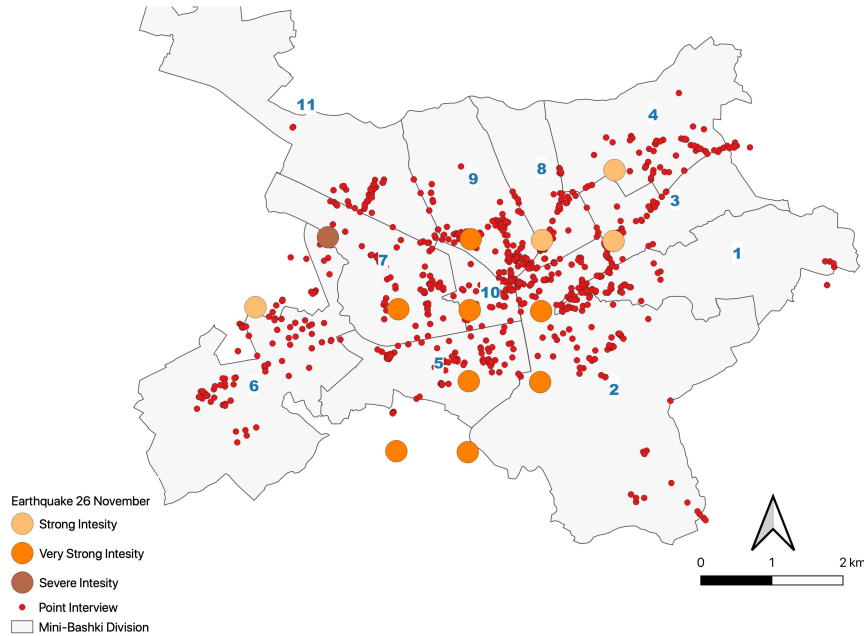 11
4
9
8
3
1
7
10
5
6
2
Earthquake 26 November
Strong Intesity
Very Strong Intesity
Severe Intesity
Point Interview
Mini-Bashki Division
0 1 2 km